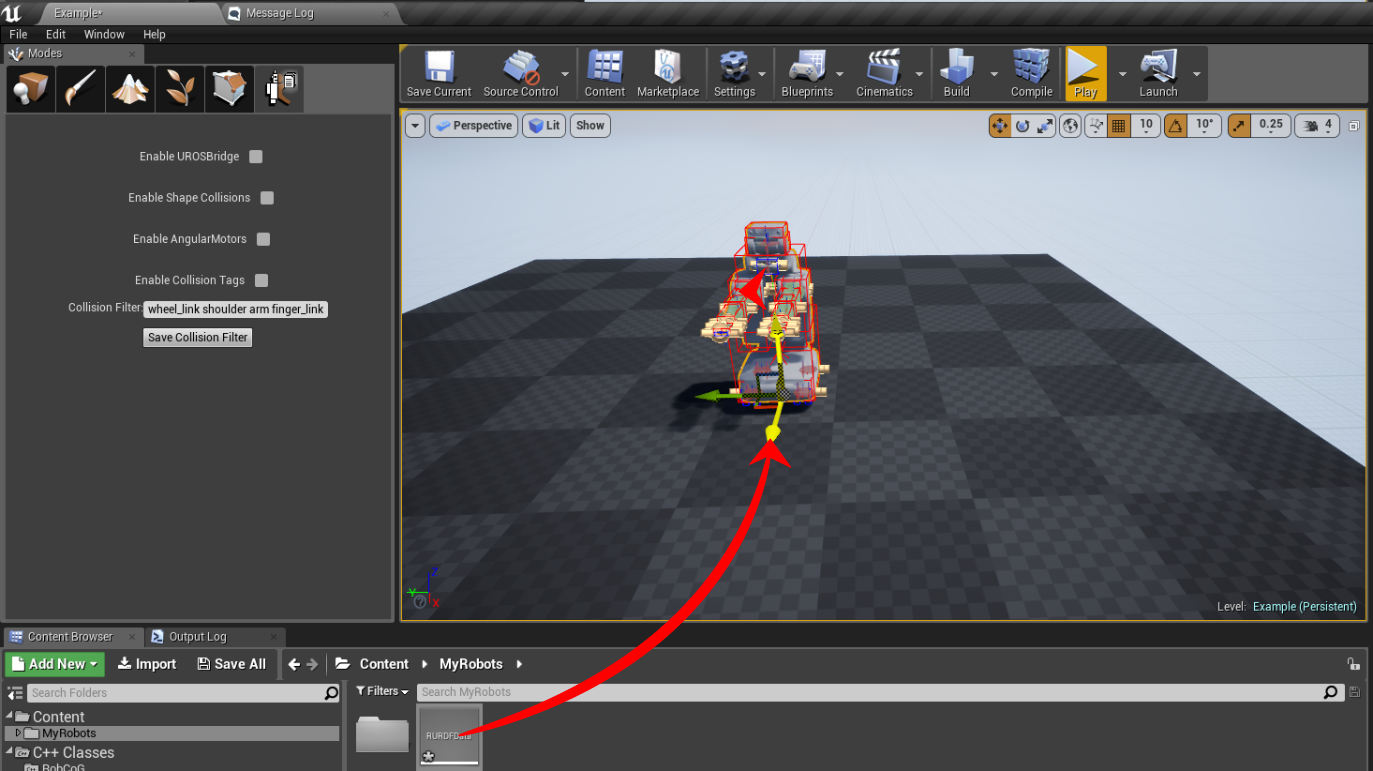 Example*
Message Log
File Edit Window Help
Modes
Save Current
Source Control
Content
Marketplace
Settings
Blueprints
Cinematics
Build
Compile
Play
Launch
Perspective
Lit
Show
10
10°
0.25
4
Enable UROSBridge
Enable Shape Collisions
Enable AngularMotors
Enable Collision Tags
Collision Filter: wheel_link shoulder arm finger_link
Save Collision Filter
Z
Y
X
?
Level: Example (Persistent)
Content Browser
Output Log
Add New
Import
Save All
Content
MyRobots
Search Folders
Filters
Search MyRobots
Content
MyRobots
C++ Classes
BobCoG